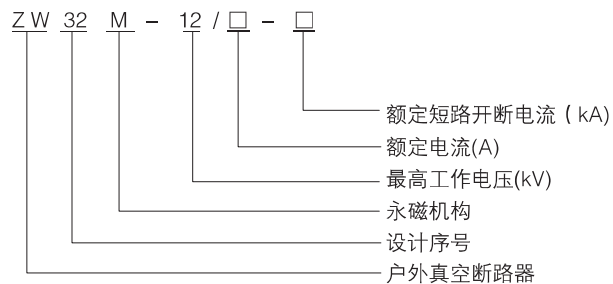 ZW 32 M - 12 / □ - □
额定短路开断电流（kA)
额定电流(A)
最高工作电压(kV)
永磁机构
设计序号
户外真空断路器